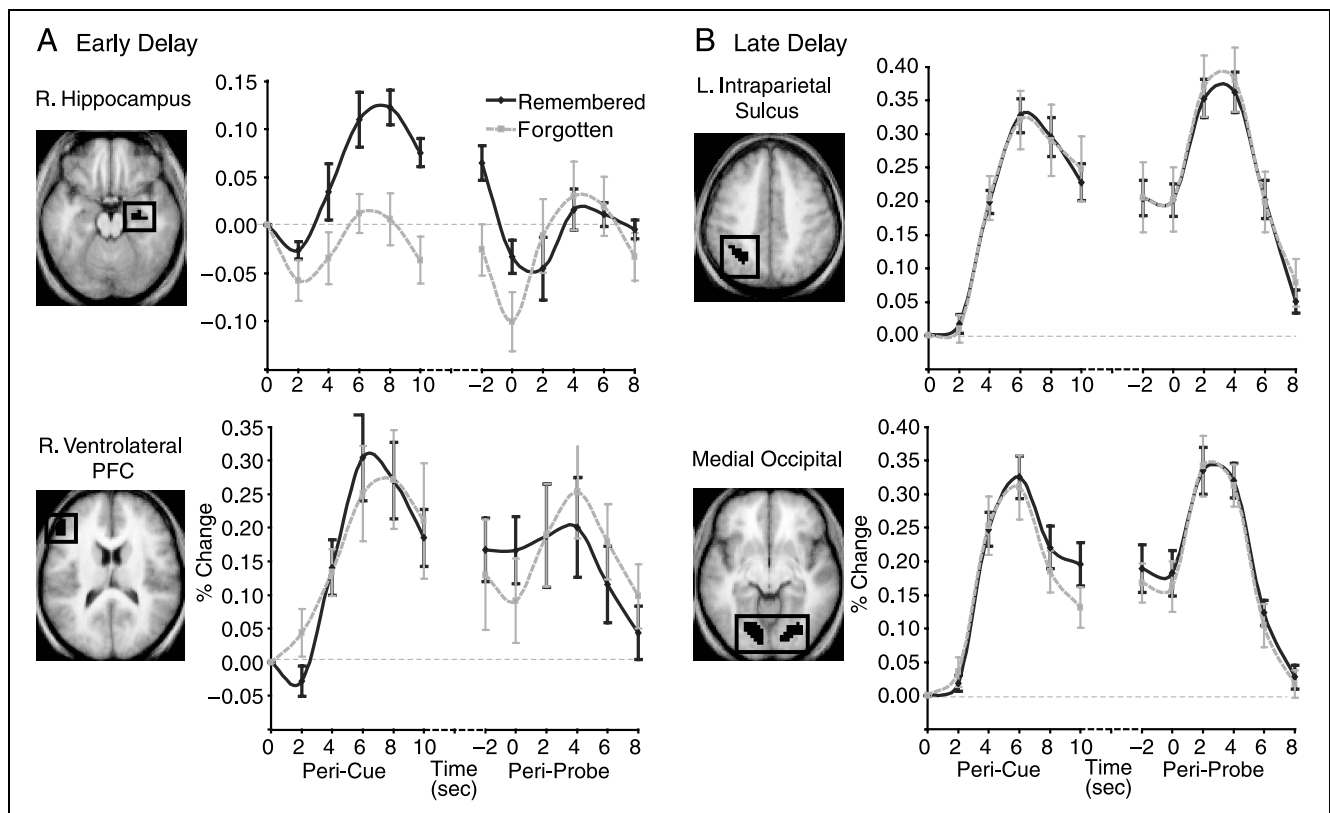 A Early Delay
R. Hippocampus
0.15
0.10
0.05
0.00
−0.05
−0.10
Remembered
Forgotten
0 2 4 6 8 10 −2 0 2 4 6 8
R. Ventrolateral
PFC
% Change
0.35
0.30
0.25
0.20
0.15
0.10
0.05
0.00
−0.05
0 2 4 6 8 10 −2 0 2 4 6 8
Peri-Cue Time Peri-Probe
(sec)
B Late Delay
L. Intraparietal
Sulcus
0.40
0.35
0.30
0.25
0.20
0.15
0.10
0.05
0.00
0 2 4 6 8 10 −2 0 2 4 6 8
Medial Occipital
% Change
0.40
0.35
0.30
0.25
0.20
0.15
0.10
0.05
0.00
0 2 4 6 8 10 −2 0 2 4 6 8
Peri-Cue Time Peri-Probe
(sec)